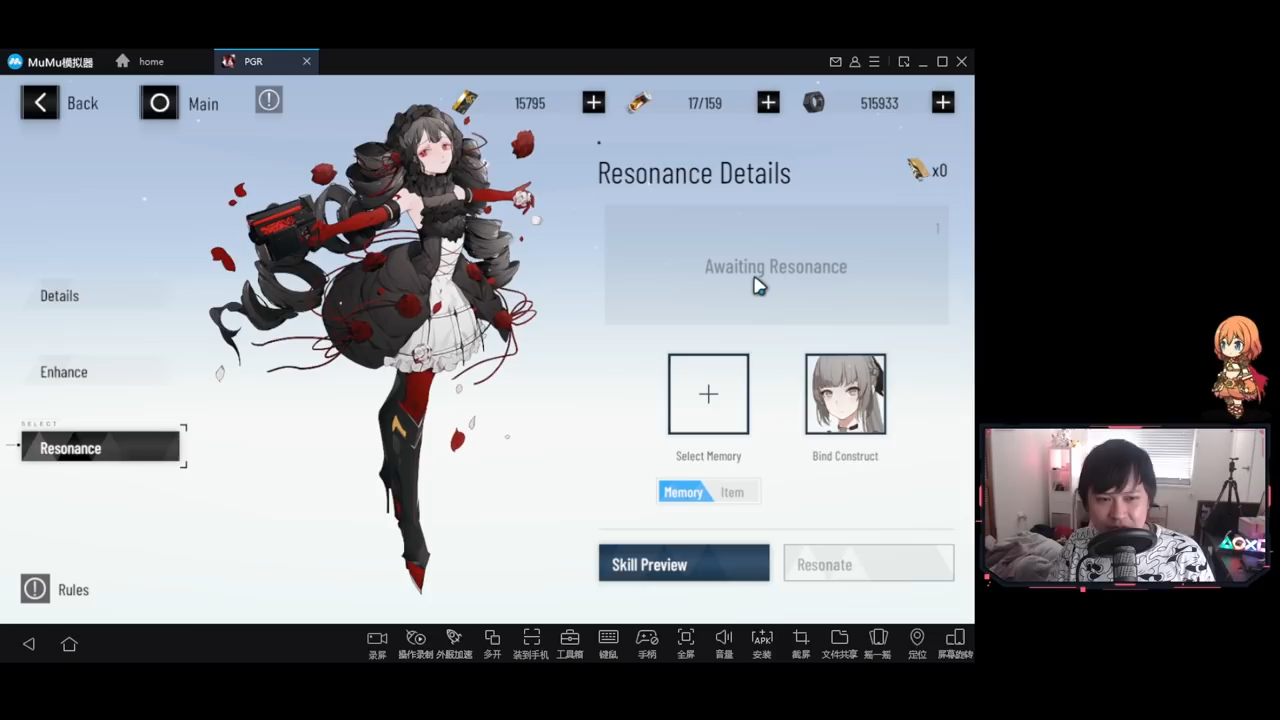 MuMu模拟器
home
PGR
Back
Main
15795
17/159
515933
Resonance Details
x0
1
Awaiting Resonance
Details
Enhance
SELECT
Resonance
Select Memory
Bind Construct
Memory
Item
Skill Preview
Resonate
Rules
录屏
操作录制
外服加速
多开
装到手机
工具箱
键鼠
手柄
全屏
音量
APK
安装
截屏
文件共享
摇一摇
定位
屏幕旋转